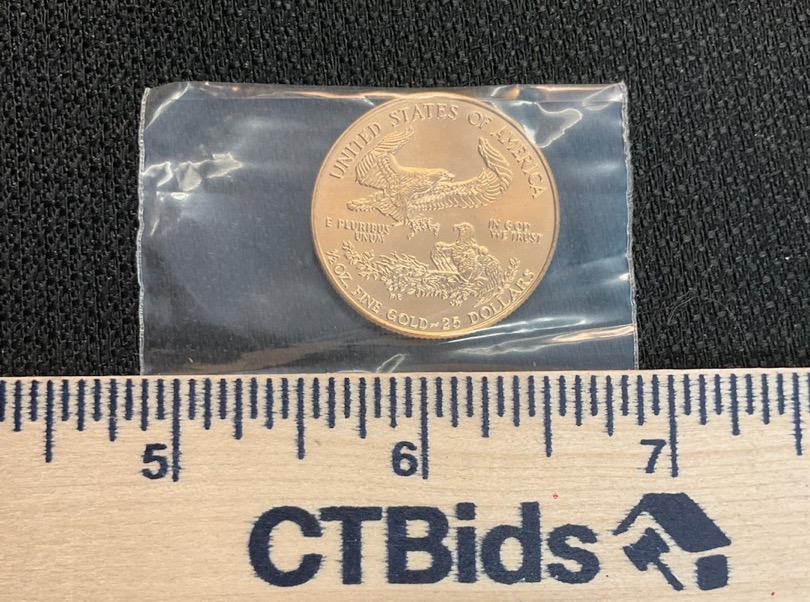 UNITED STATES OF AMERICA
E PLURIBUS
UNUM
IN GOD
WE TRUST
1/2 OZ. FINE GOLD~25 DOLLARS
5 6 7
CTBids